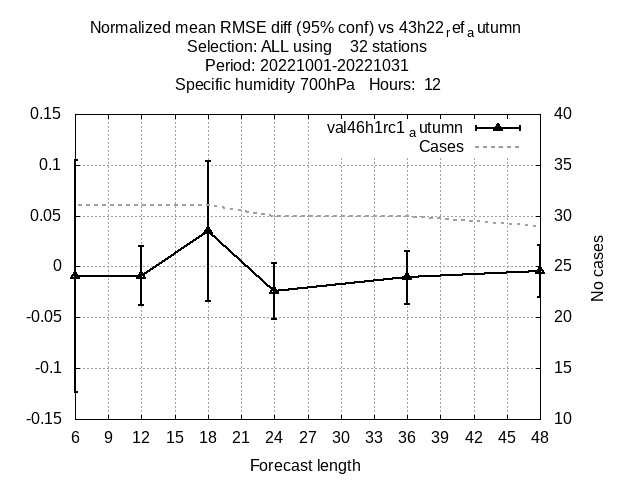 Normalized mean RMSE diff (95% conf) vs 43h22refautumn
Selection: ALL using 32 stations
Period: 20221001-20221031
Specific humidity 700hPa Hours: 12
0.15 40
val46h1rc1autumn
Cases
0.1 35
0.05 30
0 25
-0.05 20
-0.1 15
-0.15 10
No cases
6 9 12 15 18 21 24 27 30 33 36 39 42 45 48
Forecast length